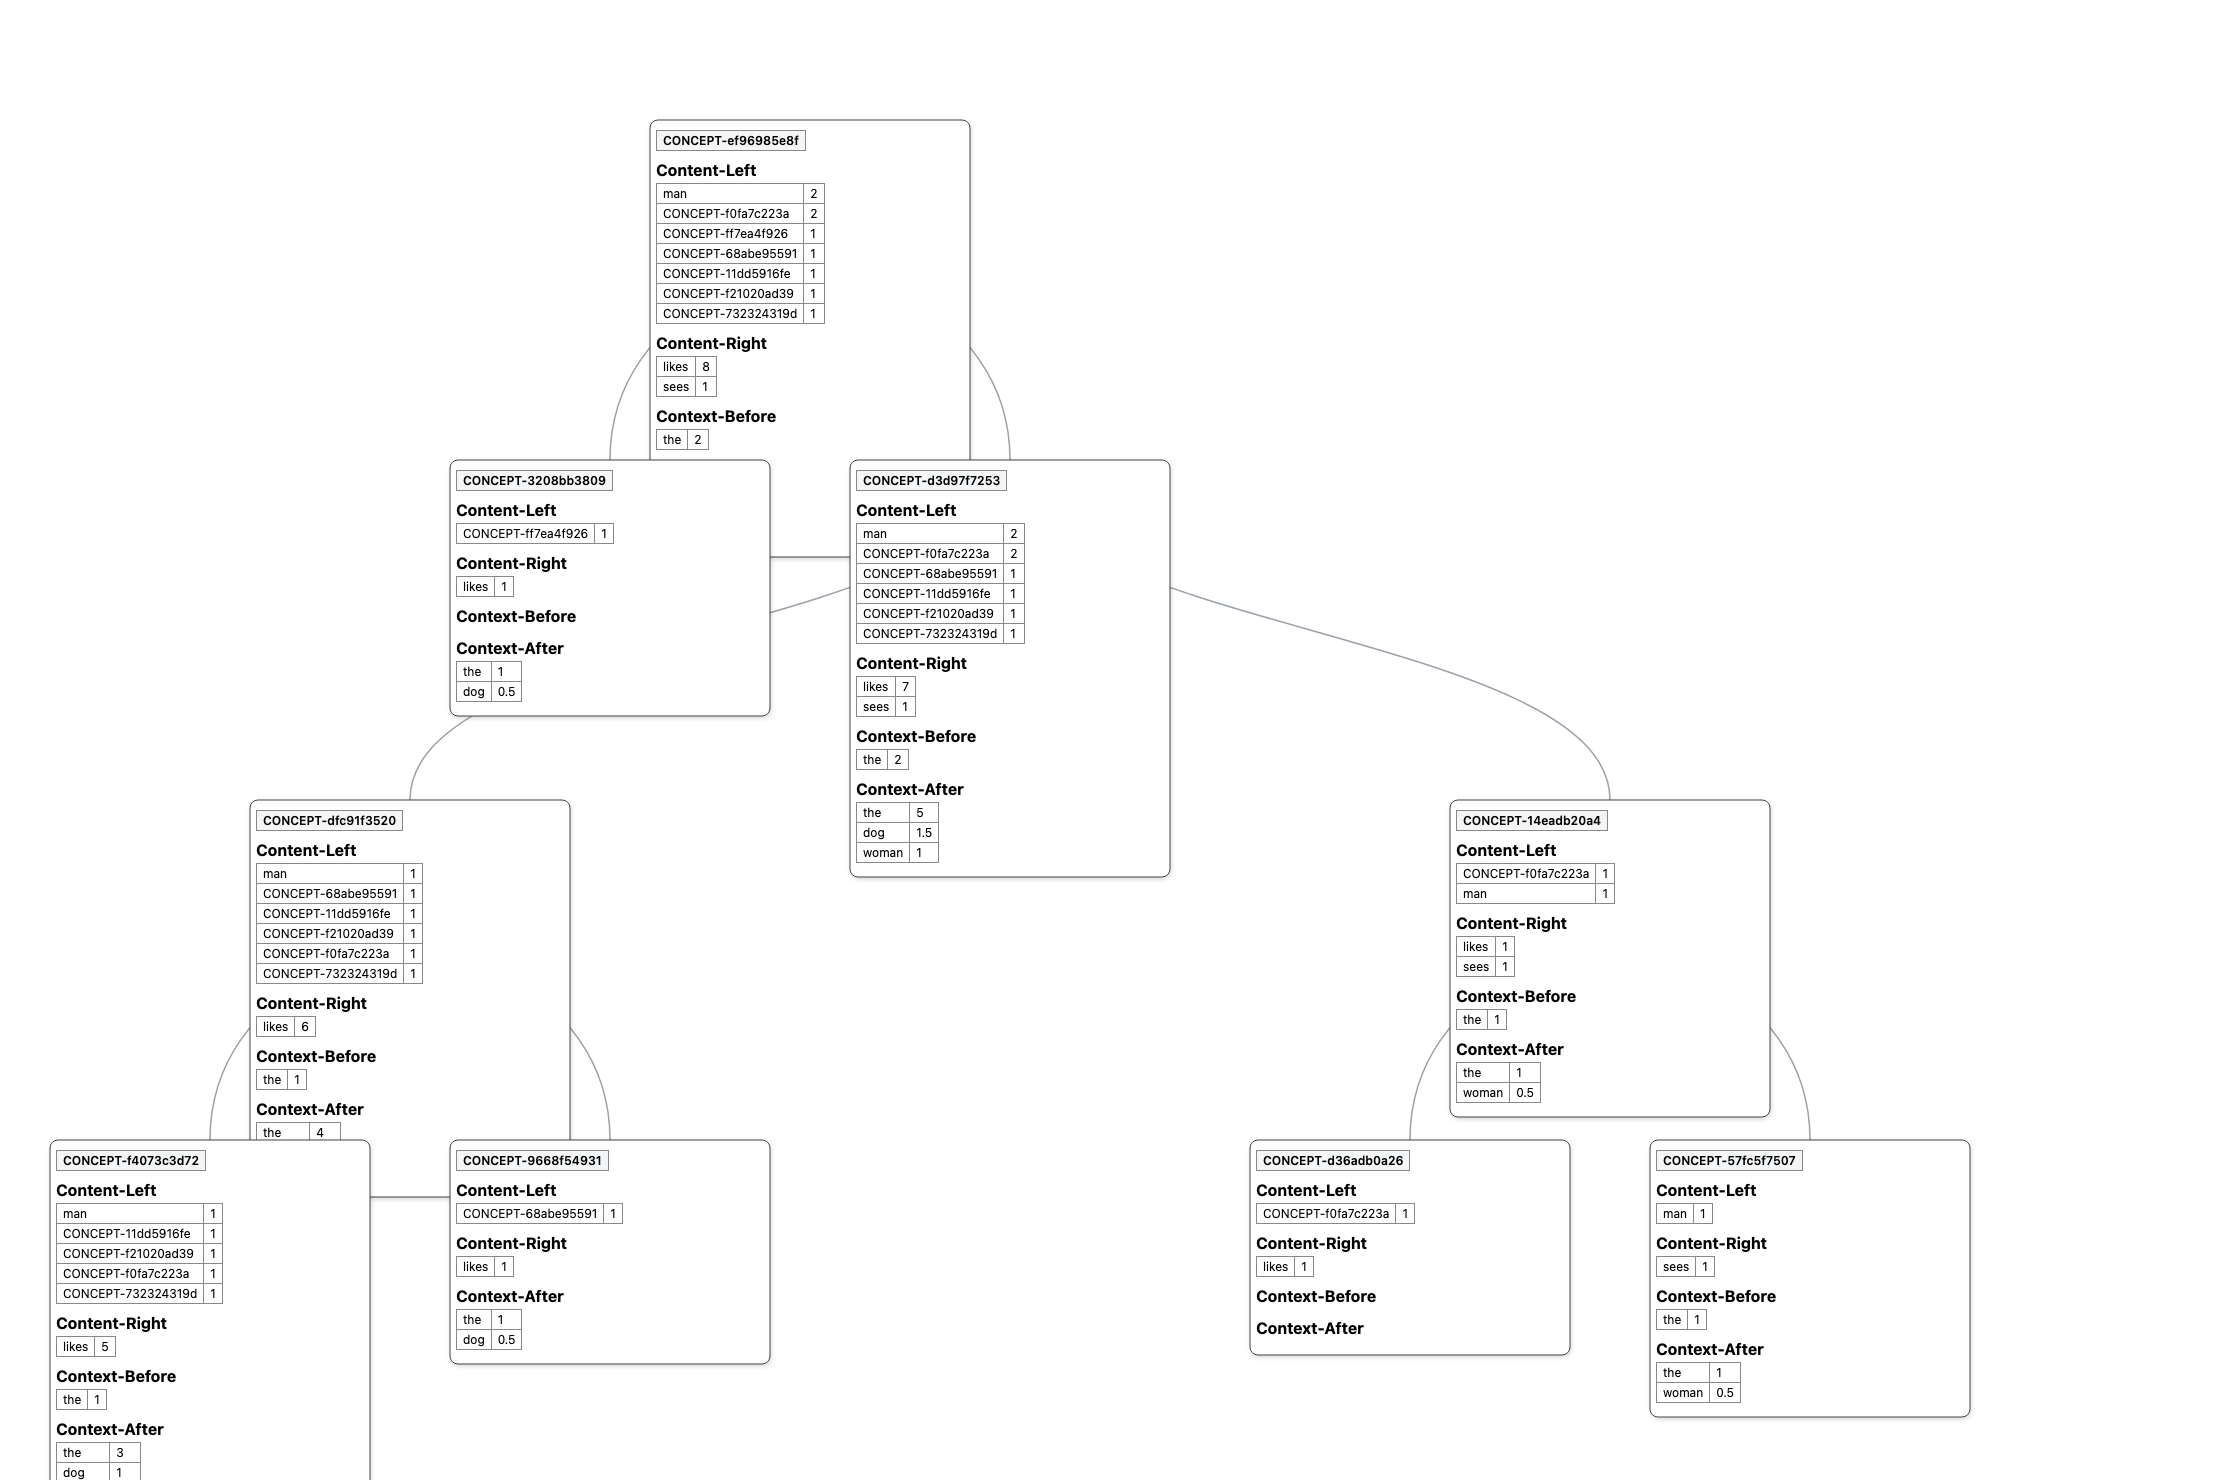 CONCEPT-ef96985e8f
Content-Left
man 2
CONCEPT-f0fa7c223a 2
CONCEPT-ff7ea4f926 1
CONCEPT-68abe95591 1
CONCEPT-11dd5916fe 1
CONCEPT-f21020ad39 1
CONCEPT-732324319d 1
Content-Right
likes 8
sees 1
Context-Before
the 2
CONCEPT-3208bb3809
Content-Left
CONCEPT-ff7ea4f926 1
Content-Right
likes 1
Context-Before
Context-After
the 1
dog 0.5
CONCEPT-d3d97f7253
Content-Left
man 2
CONCEPT-f0fa7c223a 2
CONCEPT-68abe95591 1
CONCEPT-11dd5916fe 1
CONCEPT-f21020ad39 1
CONCEPT-732324319d 1
Content-Right
likes 7
sees 1
Context-Before
the 2
Context-After
the 5
dog 1.5
woman 1
CONCEPT-dfc91f3520
Content-Left
man 1
CONCEPT-68abe95591 1
CONCEPT-11dd5916fe 1
CONCEPT-f21020ad39 1
CONCEPT-f0fa7c223a 1
CONCEPT-732324319d 1
Content-Right
likes 6
Context-Before
the 1
Context-After
the 4
CONCEPT-14eadb20a4
Content-Left
CONCEPT-f0fa7c223a 1
man 1
Content-Right
likes 1
sees 1
Context-Before
the 1
Context-After
the 1
woman 0.5
CONCEPT-f4073c3d72
Content-Left
man 1
CONCEPT-11dd5916fe 1
CONCEPT-f21020ad39 1
CONCEPT-f0fa7c223a 1
CONCEPT-732324319d 1
Content-Right
likes 5
Context-Before
the 1
Context-After
the 3
dog 1
CONCEPT-9668f54931
Content-Left
CONCEPT-68abe95591 1
Content-Right
likes 1
Context-After
the 1
dog 0.5
CONCEPT-d36adb0a26
Content-Left
CONCEPT-f0fa7c223a 1
Content-Right
likes 1
Context-Before
Context-After
CONCEPT-57fc5f7507
Content-Left
man 1
Content-Right
sees 1
Context-Before
the 1
Context-After
the 1
woman 0.5